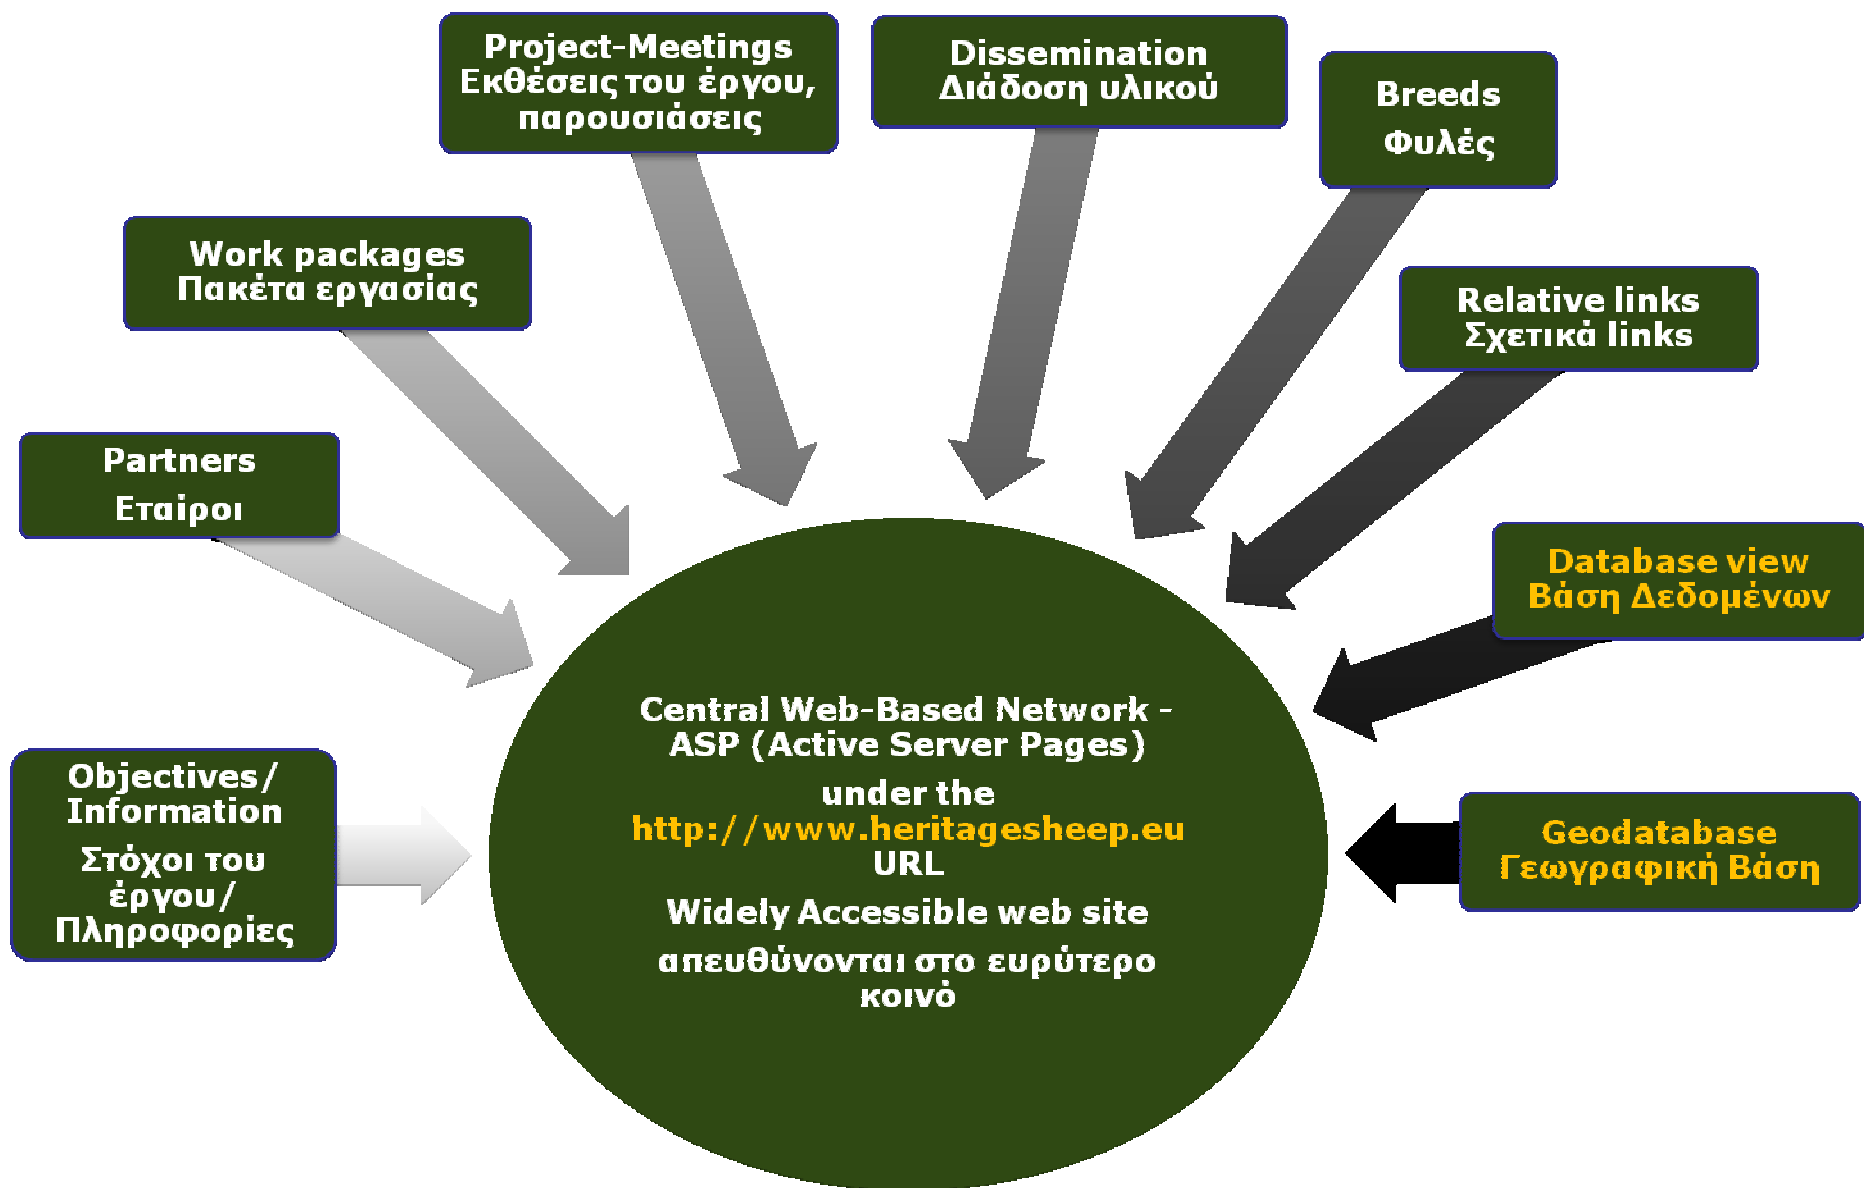 Project-Meetings
Εκθέσεις του έργου,
παρουσιάσεις
Dissemination
Διάδοση υλικού
Breeds
Φυλές
Work packages
Πακέτα εργασίας
Relative links
Σχετικά links
Partners
Εταίροι
Database view
Βάση Δεδομένων
Objectives/
Information
Στόχοι του
έργου/
Πληροφορίες
Central Web-Based Network -
ASP (Active Server Pages)
under the
http://www.heritagesheep.eu
URL
Widely Accessible web site
απευθύνονται στο ευρύτερο
κοινό
Geodatabase
Γεωγραφική Βάση